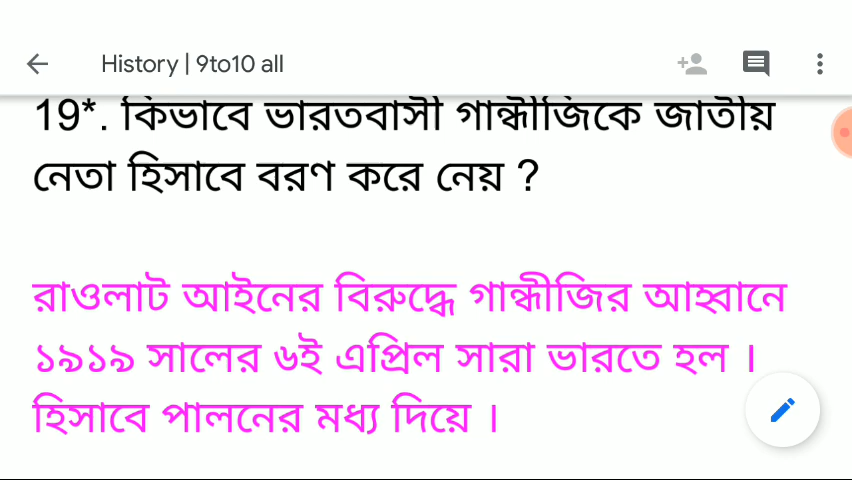 History | 9to10 all
19*. কিভাবে ভারতবাসী গান্ধীজিকে জাতীয়
নেতা হিসাবে বরণ করে নেয় ?
রাওলাট আইনের বিরুদ্ধে গান্ধীজির আহ্বানে
১৯১৯ সালের ৬ই এপ্রিল সারা ভারতে হল ।
হিসাবে পালনের মধ্য দিয়ে ।